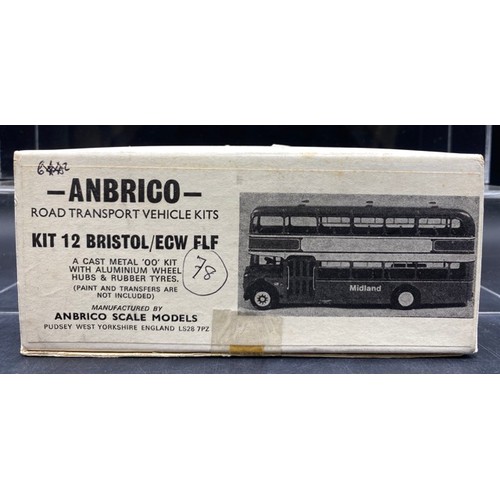 -ANBRICO-
ROAD TRANSPORT VEHICLE KITS
KIT 12 BRISTOL/ECW FLF
A CAST METAL 'OO' KIT
WITH ALUMINIUM WHEEL
HUBS & RUBBER TYRES.
(PAINT AND TRANSFERS ARE
NOT INCLUDED)
78
MANUFACTURED BY
ANBRICO SCALE MODELS
PUDSEY WEST YORKSHIRE ENGLAND LS28 7PZ
Midland